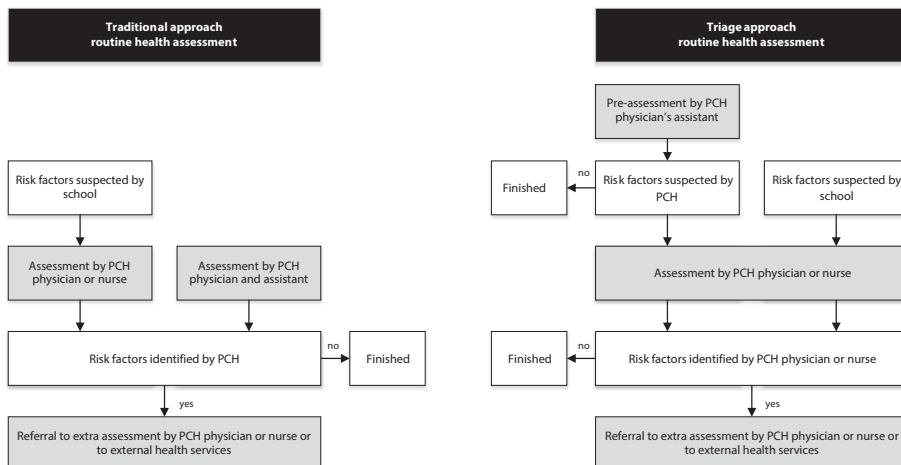 Traditional approach
routine health assessment
Risk factors suspected by
school
Assessment by PCH
physician or nurse
Assessment by PCH
physician and assistant
Risk factors identified by PCH
no
Finished
yes
Referral to extra assessment by PCH physician or nurse or
to external health services
Triage approach
routine health assessment
Pre-assessment by PCH
physician’s assistant
Finished
no
Risk factors suspected by
PCH
Risk factors suspected by
school
Assessment by PCH physician or nurse
Finished
no
Risk factors identified by PCH physician or nurse
yes
Referral to extra assessment by PCH physician or nurse or
to external health services